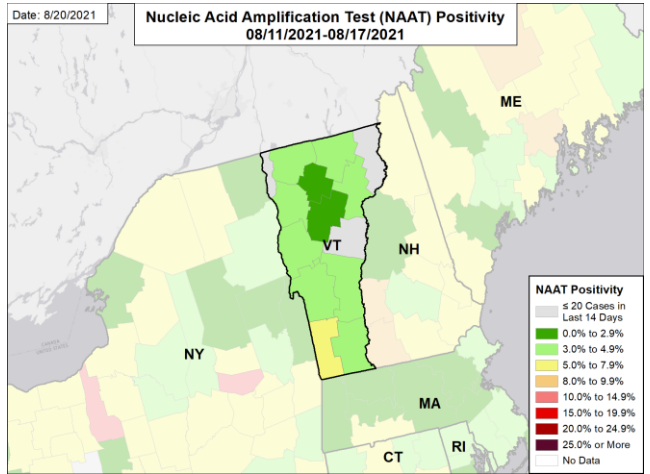 Date: 8/20/2021
Nucleic Acid Amplification Test (NAAT) Positivity
08/11/2021-08/17/2021
ME
VT
NH
NY
MA
CT
RI
NAAT Positivity
≤ 20 Cases in
Last 14 Days
0.0% to 2.9%
3.0% to 4.9%
5.0% to 7.9%
8.0% to 9.9%
10.0% to 14.9%
15.0% to 19.9%
20.0% to 24.9%
25.0% or More
No Data